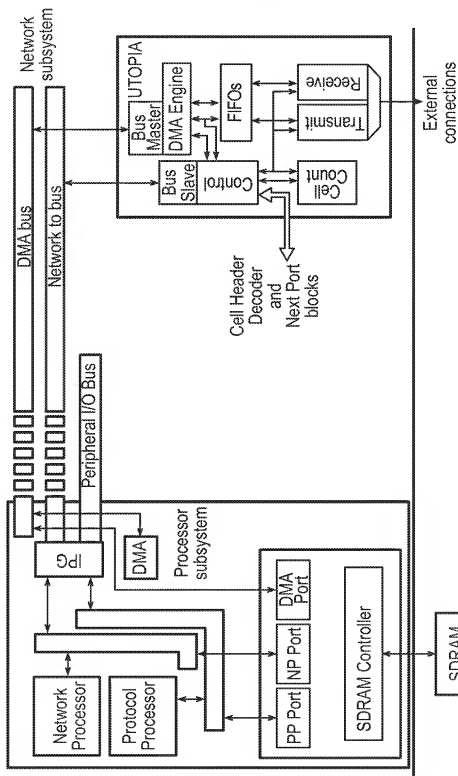 Network
subsystem
DMA bus
Network to bus
Peripheral I/O Bus
UTOPIA
Bus
Master
DMA Engine
Bus
Slave
Control
FIFOs
Cell
Count
Transmit
Receive
External
connections
Cell Header
Decoder
and
Next Port
blocks
DMA
Processor
subsystem
Network
Processor
Protocol
Processor
PP Port
NP Port
DMA
Port
SDRAM Controller
SDRAM